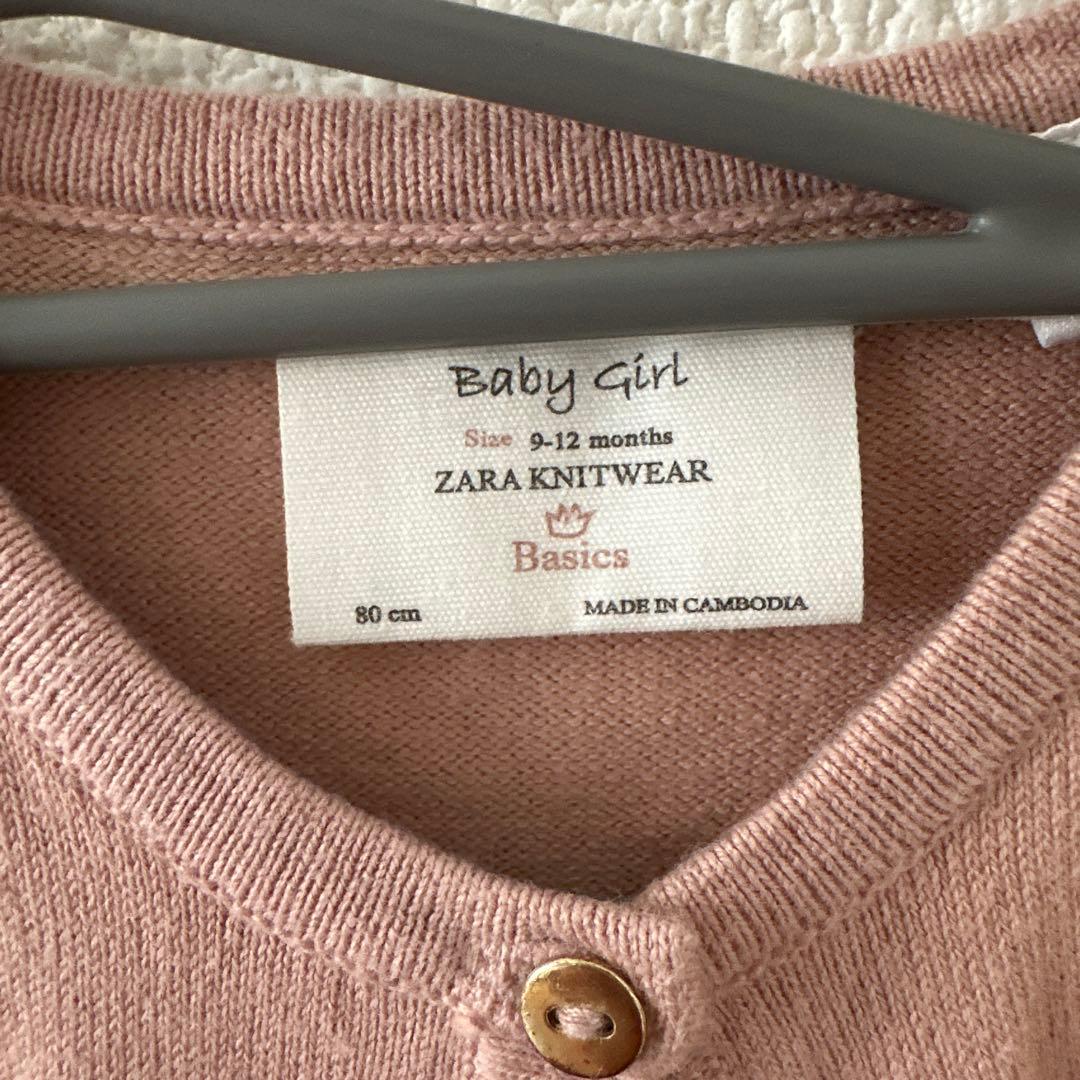 Baby Girl
Size 9-12 months
ZARA KNITWEAR
Basics
80 cm MADE IN CAMBODIA